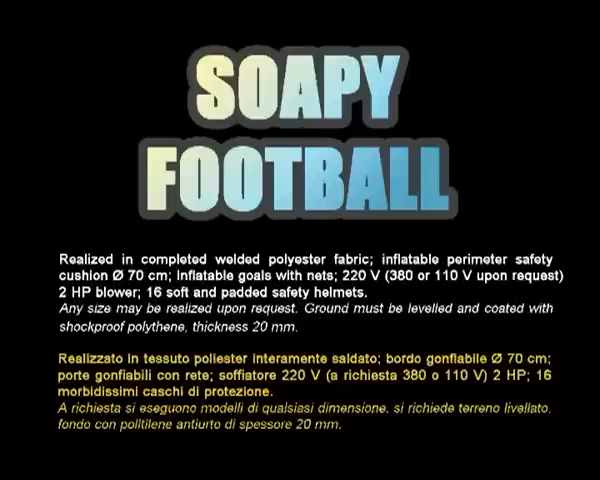 SOAPY
FOOTBALL
Realized in completed welded polyester fabric; inflatable perimeter safety
cushion Ø 70 cm; inflatable goals with nets; 220 V (380 or 110 V upon request)
2 HP blower; 16 soft and padded safety helmets.
Any size may be realized upon request. Ground must be levelled and coated with
shockproof polythene, thickness 20 mm.
Realizzato in tessuto poliester interamente saldato; bordo gonfiabile Ø 70 cm;
porte gonfiabili con rete; soffiatore 220 V (a richiesta 380 o 110 V) 2 HP; 16
morbidissimi caschi di protezione.
A richiesta si eseguono modelli di qualsiasi dimensione. si richiede terreno livellato,
fondo con politilene antiurto di spessore 20 mm.